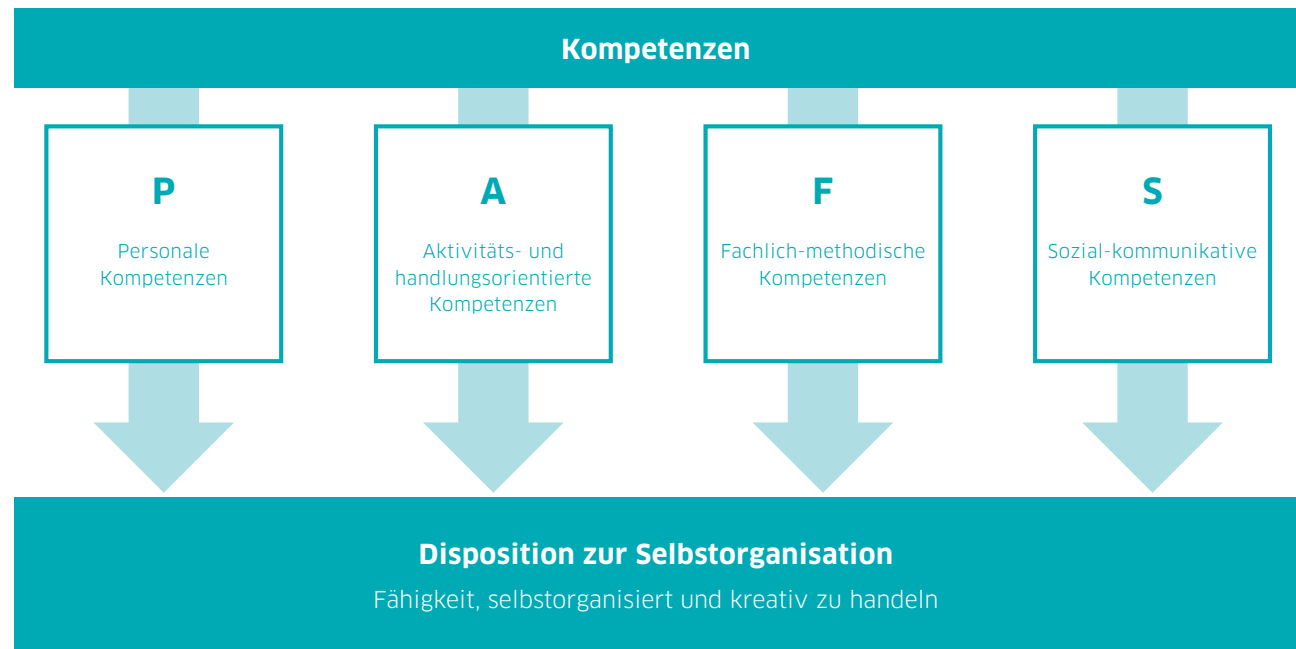 Kompetenzen
P
Personale
Kompetenzen
A
Aktivitäts- und
handlungsorientierte
Kompetenzen
F
Fachlich-methodische
Kompetenzen
S
Sozial-kommunikative
Kompetenzen
Disposition zur Selbstorganisation
Fähigkeit, selbstorganisiert und kreativ zu handeln